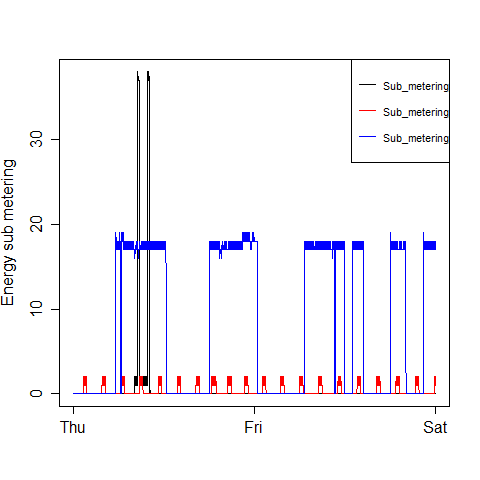 Energy sub metering
30
20
10
0
Sub_metering
Sub_metering
Sub_metering
Thu
Fri
Sat